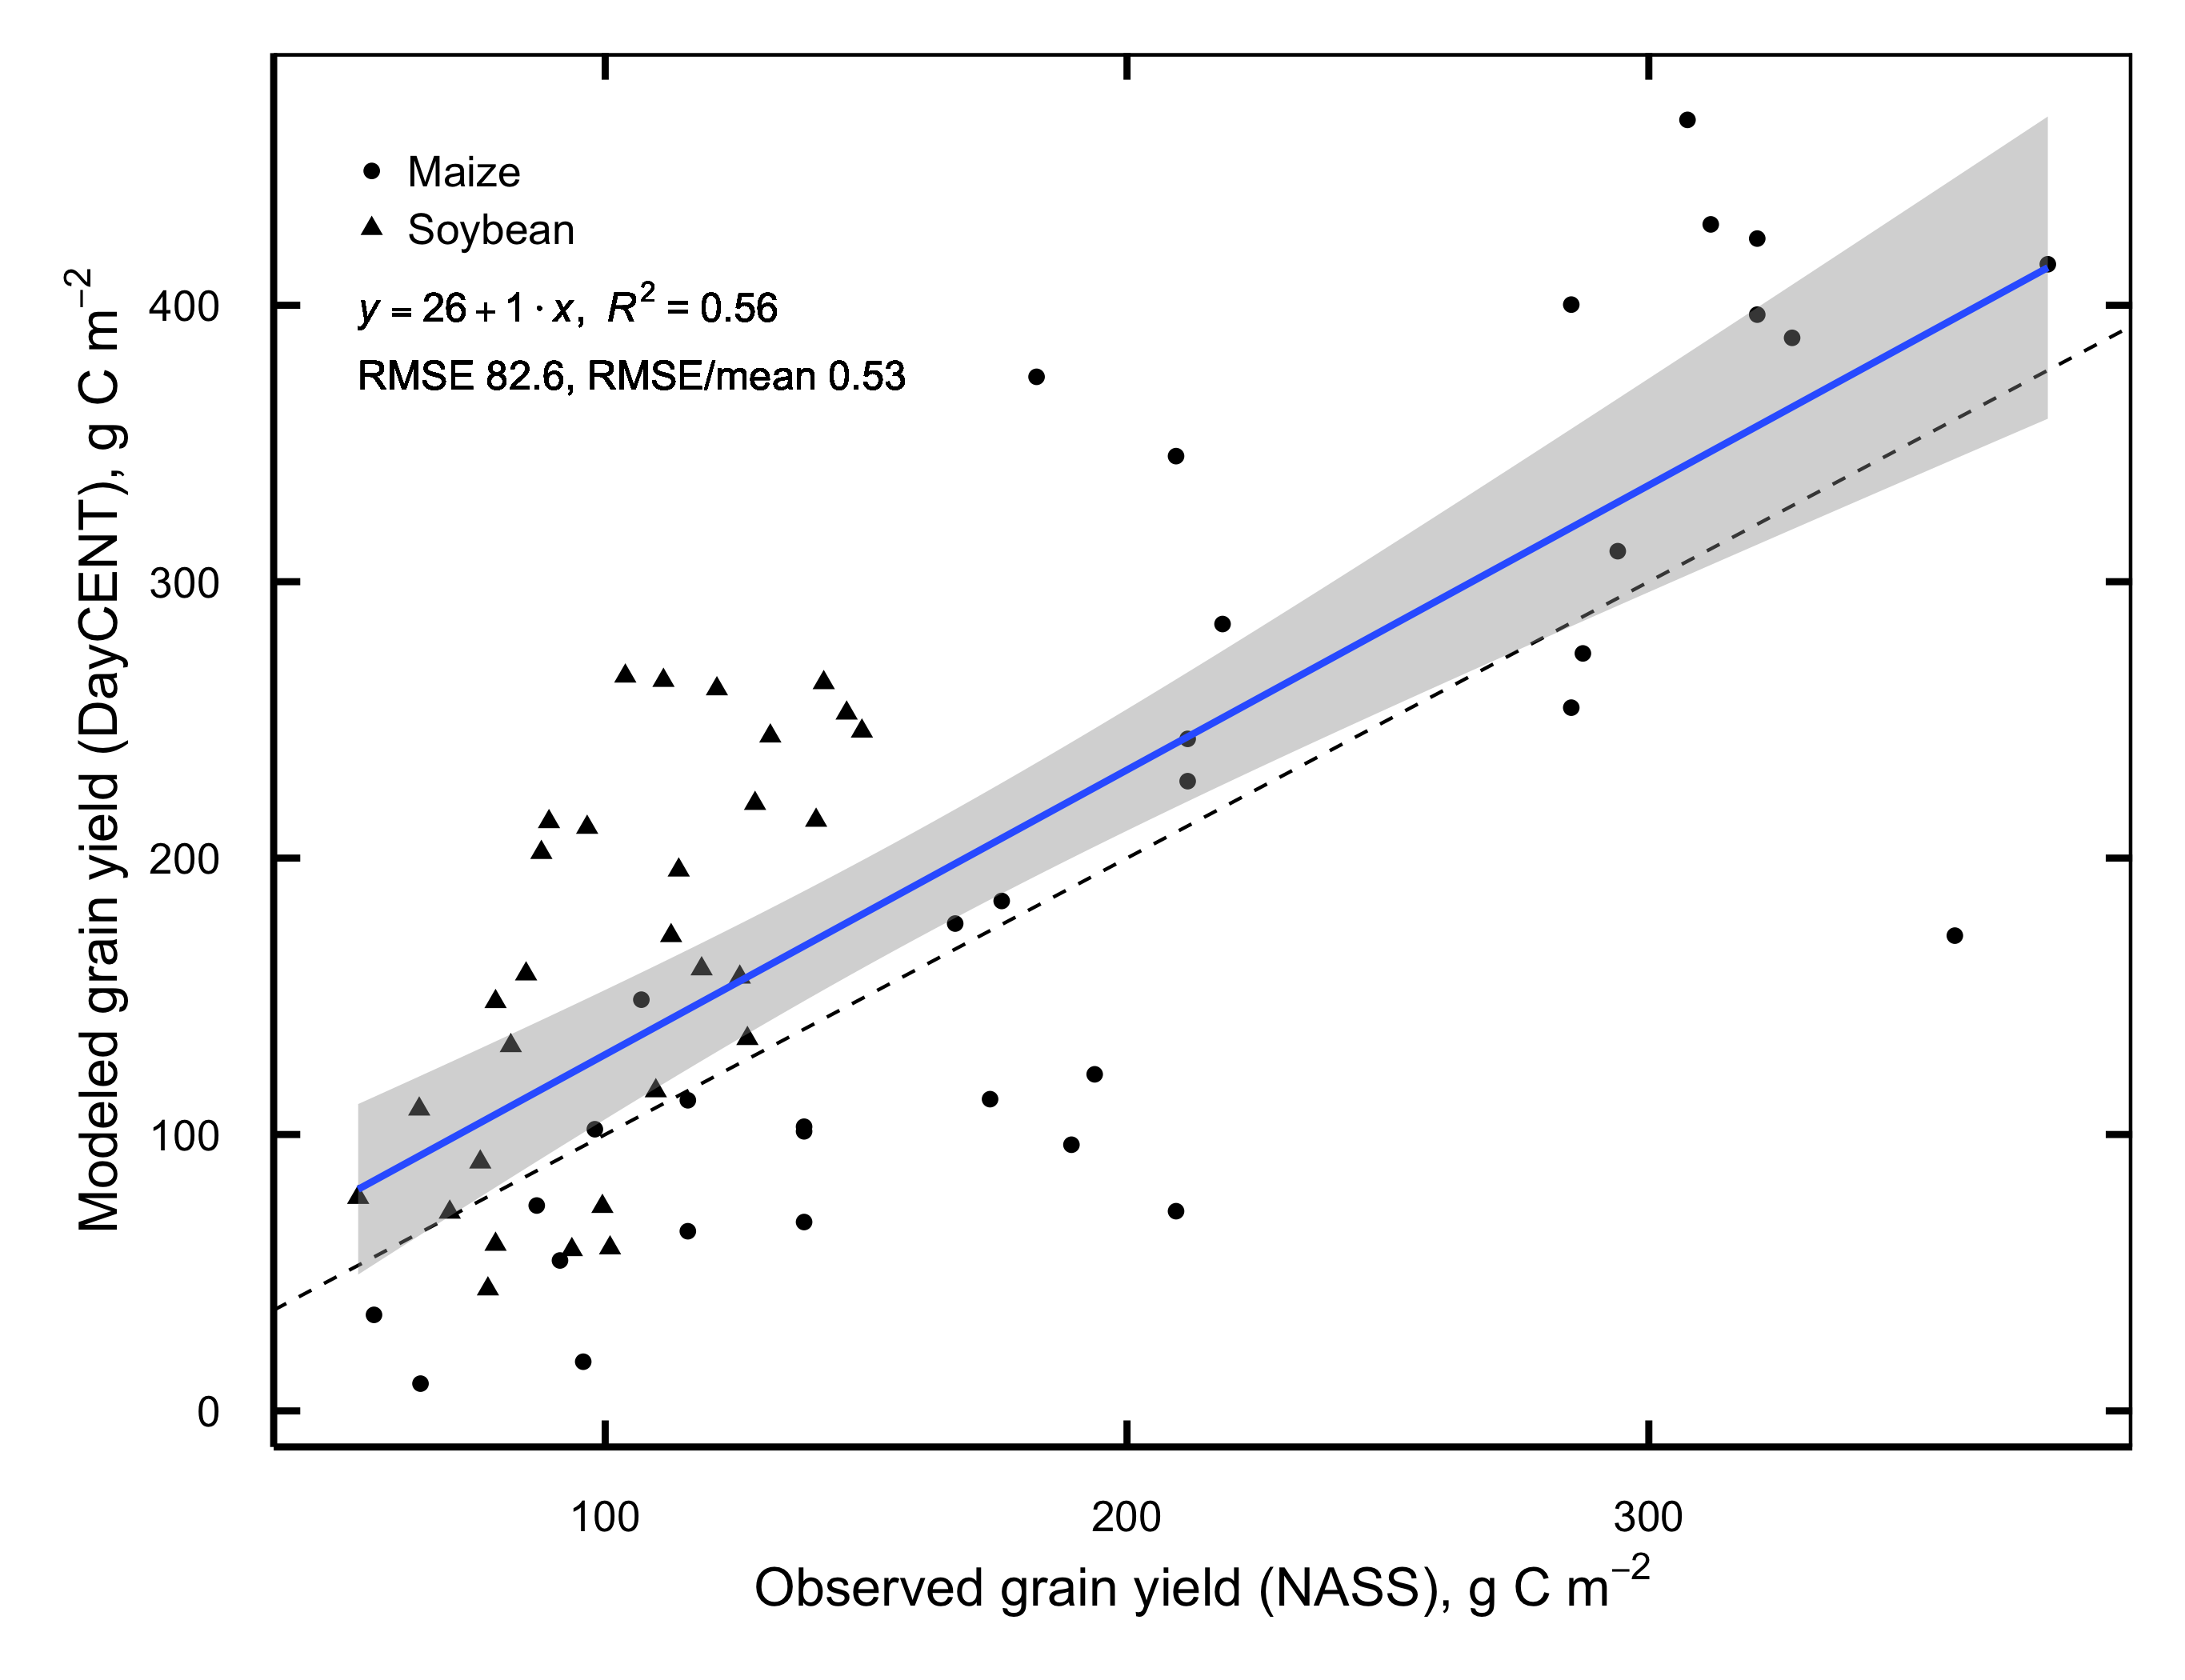 Maize
Soybean
y = 26 + 1 · x, R² = 0.56
RMSE 82.6, RMSE/mean 0.53
Modeled grain yield (DayCENT), g C m⁻²
400
300
200
100
0
100 200 300
Observed grain yield (NASS), g C m⁻²